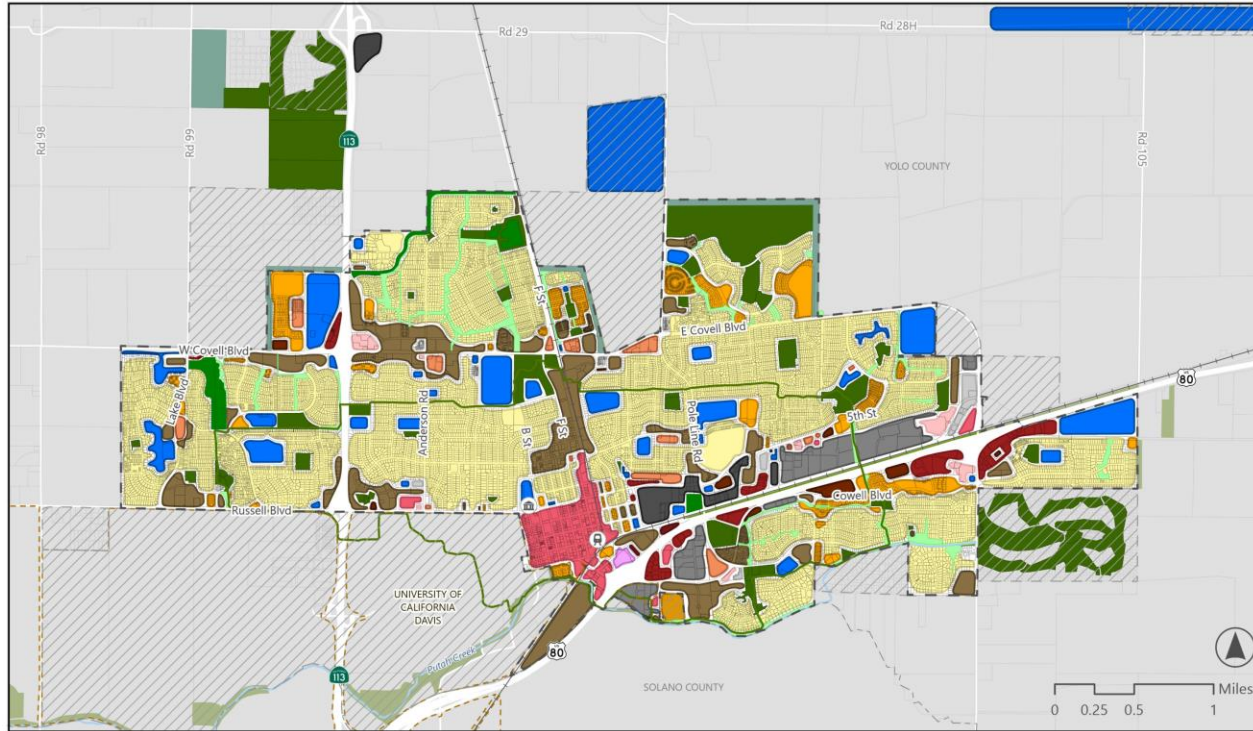 Rd 29
Rd 28H
Rd 98
Rd 99
113
Rd 105
YOLO COUNTY
F St
E Covell Blvd
W Covell Blvd
80
Lake Blvd
Anderson Rd
B St
F St
Pole Line Rd
5th St
Cowell Blvd
Russell Blvd
UNIVERSITY OF
CALIFORNIA
DAVIS
Putah Creek
80
113
SOLANO COUNTY
Miles
0 0.25 0.5 1